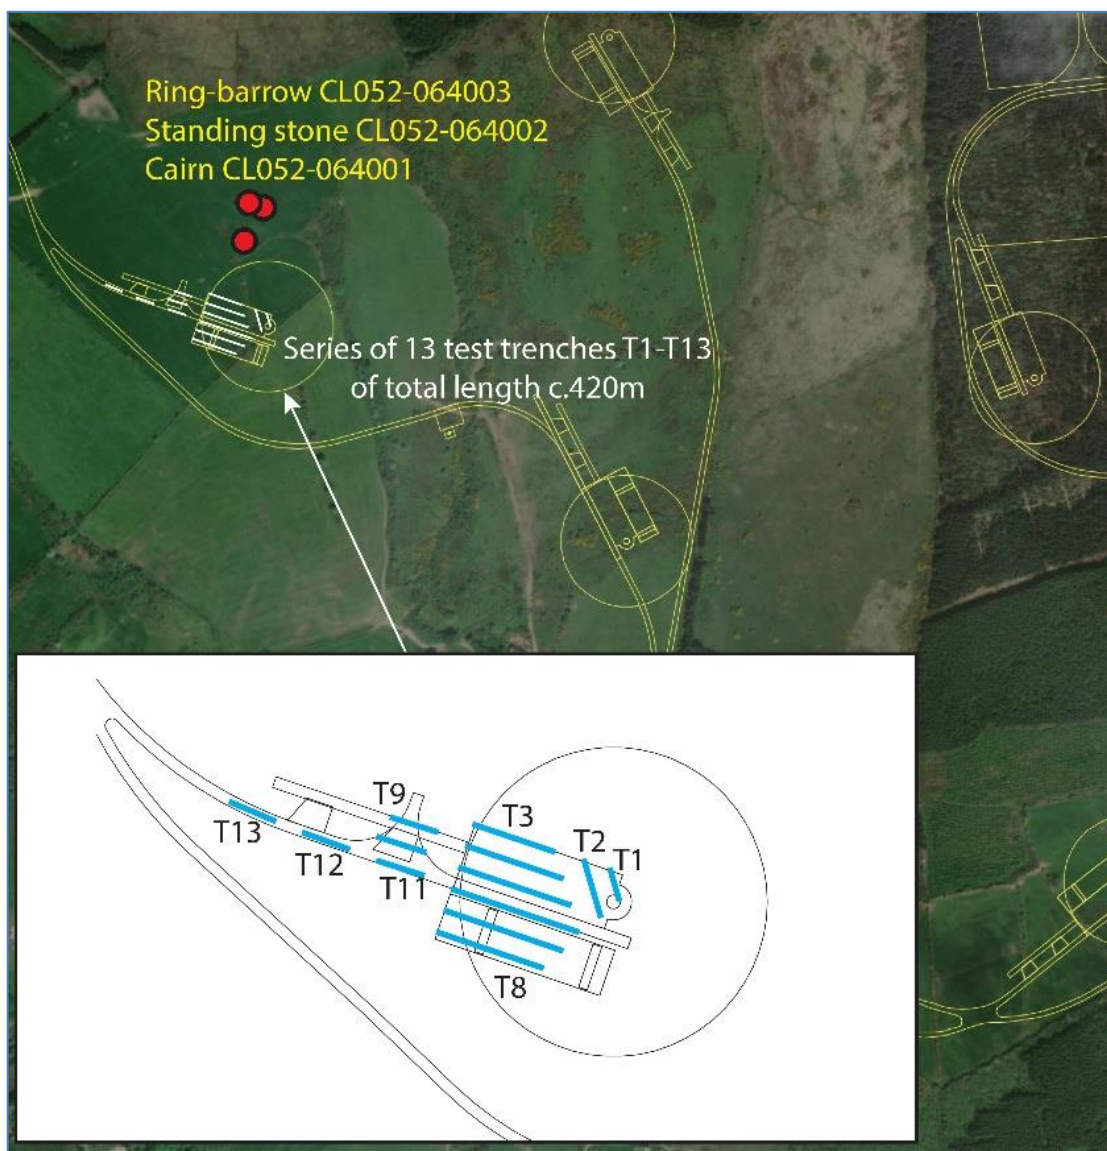 Ring-barrow CL052-064003
Standing stone CL052-064002
Cairn CL052-064001
Series of 13 test trenches T1-T13
of total length c.420m
T9
T3
T2
T1
T13
T12
T11
T8